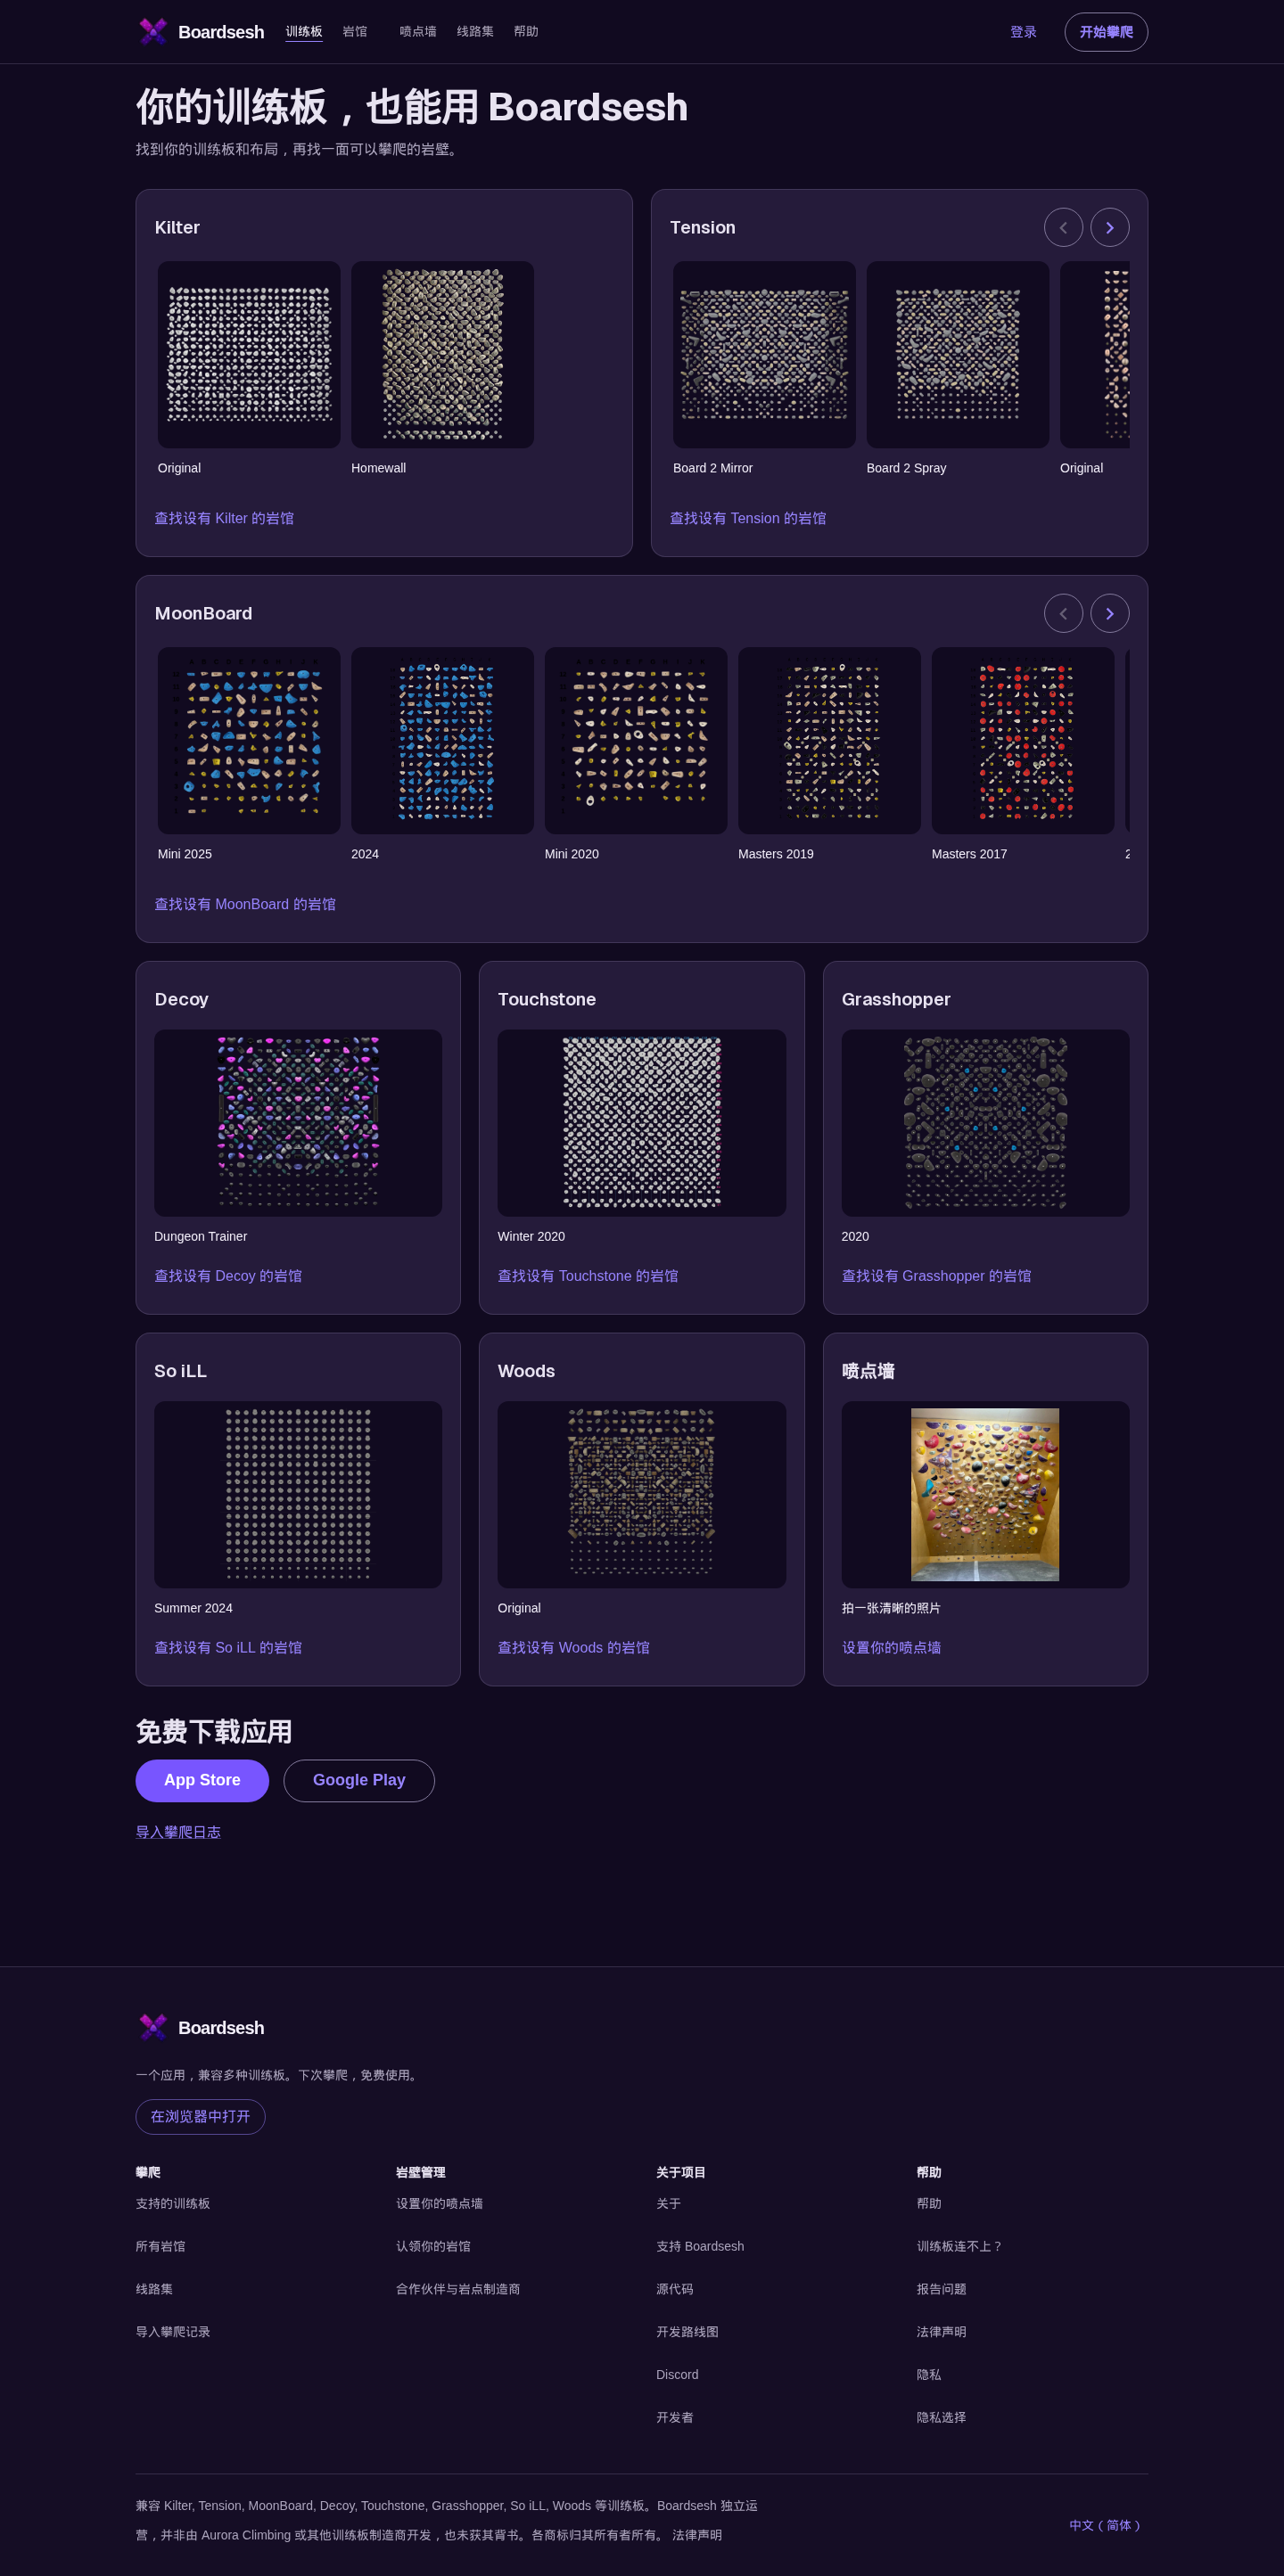 Boardsesh
训练板
岩馆
喷点墙
线路集
帮助
登录
开始攀爬
你的训练板，也能用 Boardsesh
找到你的训练板和布局，再找一面可以攀爬的岩壁。
Kilter
Original
Homewall
查找设有 Kilter 的岩馆
Tension
Board 2 Mirror
Board 2 Spray
Original
查找设有 Tension 的岩馆
MoonBoard
Mini 2025
2024
Mini 2020
Masters 2019
Masters 2017
查找设有 MoonBoard 的岩馆
Decoy
Dungeon Trainer
查找设有 Decoy 的岩馆
Touchstone
Winter 2020
查找设有 Touchstone 的岩馆
Grasshopper
2020
查找设有 Grasshopper 的岩馆
So iLL
Summer 2024
查找设有 So iLL 的岩馆
Woods
Original
查找设有 Woods 的岩馆
喷点墙
拍一张清晰的照片
设置你的喷点墙
免费下载应用
App Store
Google Play
导入攀爬日志
Boardsesh
一个应用，兼容多种训练板。下次攀爬，免费使用。
在浏览器中打开
攀爬
支持的训练板
所有岩馆
线路集
导入攀爬记录
岩壁管理
设置你的喷点墙
认领你的岩馆
合作伙伴与岩点制造商
关于项目
关于
支持 Boardsesh
源代码
开发路线图
Discord
开发者
帮助
帮助
训练板连不上？
报告问题
法律声明
隐私
隐私选择
兼容 Kilter, Tension, MoonBoard, Decoy, Touchstone, Grasshopper, So iLL, Woods 等训练板。Boardsesh 独立运
营，并非由 Aurora Climbing 或其他训练板制造商开发，也未获其背书。各商标归其所有者所有。 法律声明
中文（简体）